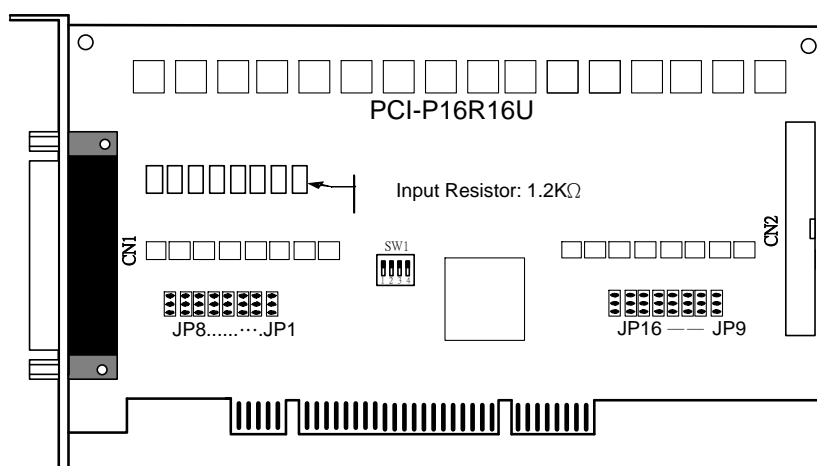 PCI-P16R16U
Input Resistor: 1.2KΩ
CN1
CN2
SW1
1 2 3 4
JP8......⋯.JP1
JP16 —— JP9